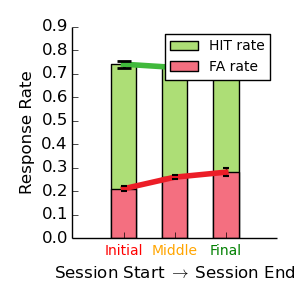 0.9
0.8
0.7
0.6
0.5
0.4
0.3
0.2
0.1
0.0
Response Rate
HIT rate
FA rate
Initial Middle Final
Session Start → Session End